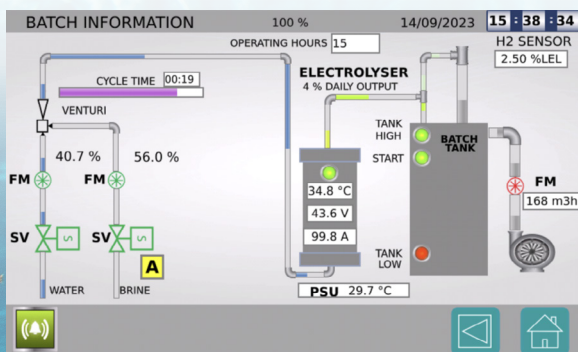 BATCH INFORMATION 100 % 14/09/2023 15 : 38 : 34
OPERATING HOURS 15
H2 SENSOR
2.50 %LEL
CYCLE TIME 00:19
ELECTROLYSER
4 % DAILY OUTPUT
VENTURI
TANK HIGH
BATCH TANK
START
40.7 % 56.0 %
FM FM
34.8 °C
43.6 V
99.8 A
FM
168 m3h
SV S SV S
A
TANK LOW
WATER BRINE
PSU 29.7 °C